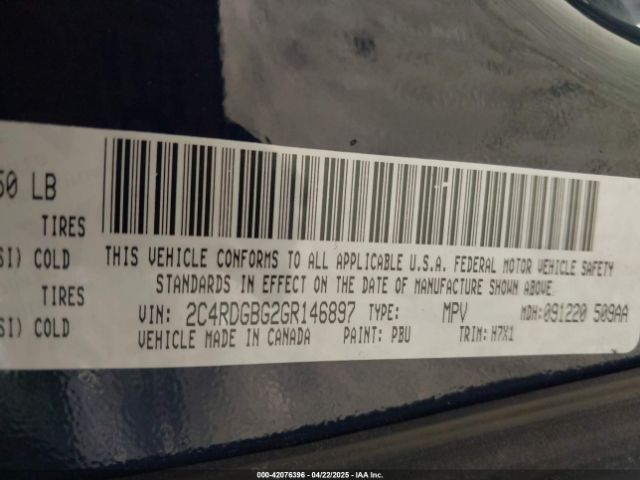 50 LB
TIRES
SI) COLD
TIRES
SI) COLD
THIS VEHICLE CONFORMS TO ALL APPLICABLE U.S.A. FEDERAL MOTOR VEHICLE SAFETY
STANDARDS IN EFFECT ON THE DATE OF MANUFACTURE SHOWN ABOVE.
VIN: 2C4RDGBG2GR146897 TYPE: MPV MDH:091220 509AA
VEHICLE MADE IN CANADA PAINT: PBU TRIM: H7X1
000-42076396 - 04/22/2025 - Copyright © 2025 IAA, Inc.